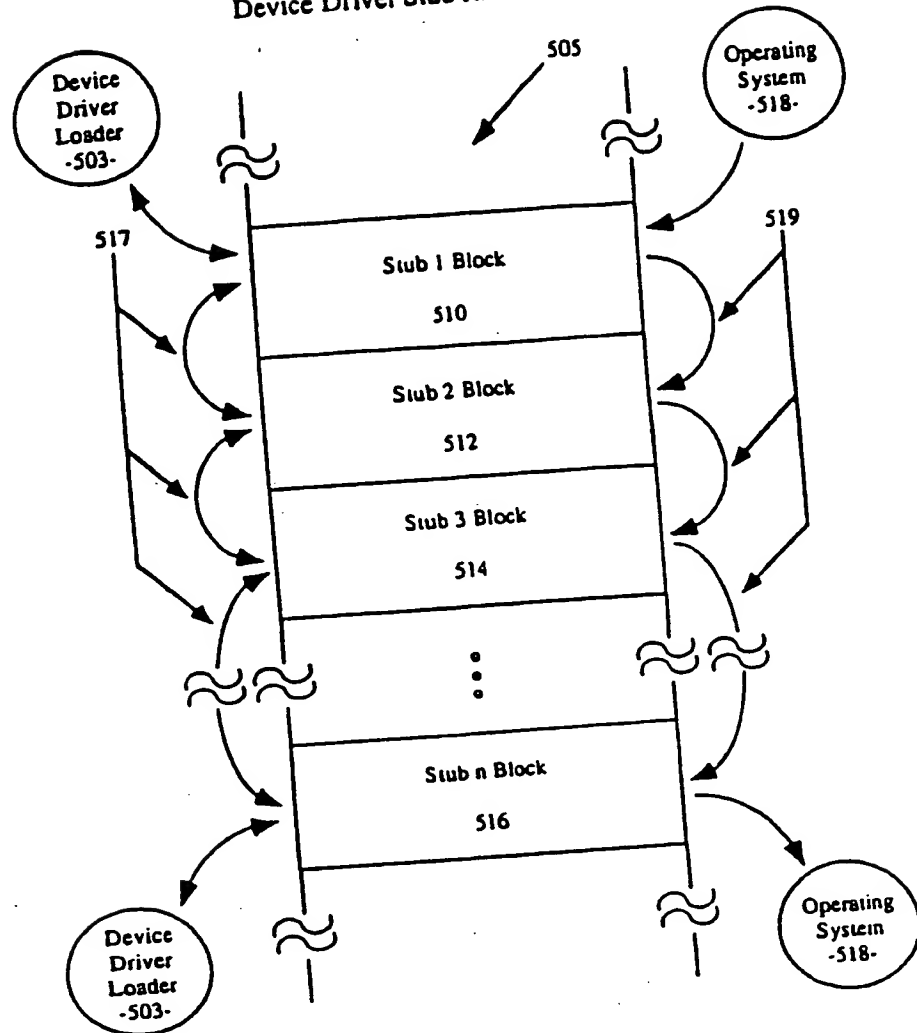 Device Driver Stub
505
Device
Driver
Loader
-503-
Operating
System
-518-
517
519
Stub 1 Block
510
Stub 2 Block
512
Stub 3 Block
514
Stub n Block
516
Device
Driver
Loader
-503-
Operating
System
-518-